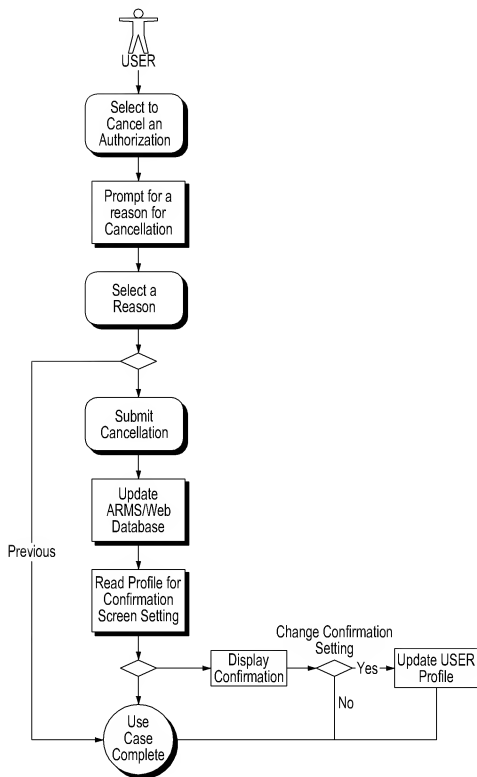 USER
Select to
Cancel an
Authorization
Prompt for a
reason for
Cancellation
Select a
Reason
Submit
Cancellation
Update
ARMS/Web
Database
Previous
Read Profile for
Confirmation
Screen Setting
Change Confirmation
Setting
Display
Confirmation
Yes
Update USER
Profile
No
Use
Case
Complete